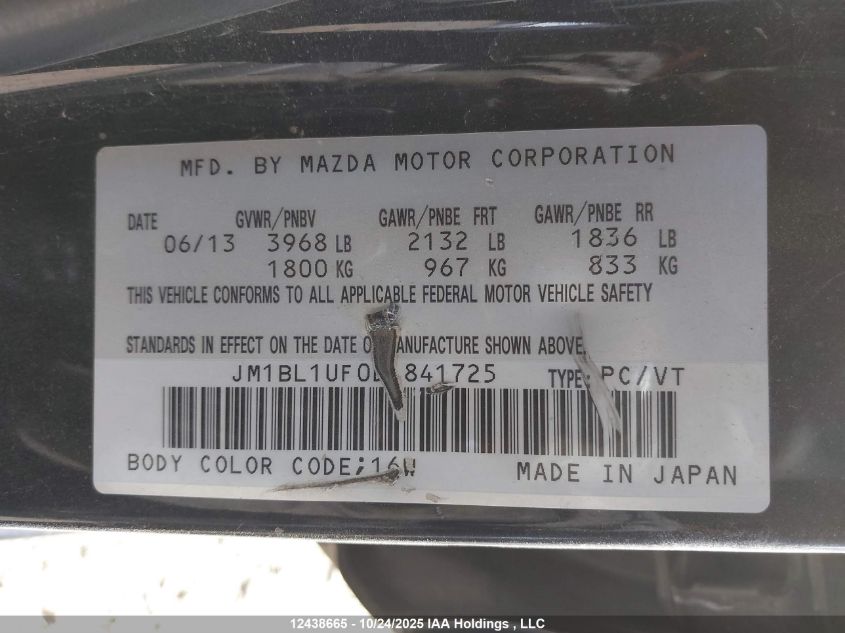 MFD. BY MAZDA MOTOR CORPORATION
DATE GVWR/PNBV GAWR/PNBE FRT GAWR/PNBE RR
06/13 3968 LB 2132 LB 1836 LB
1800 KG 967 KG 833 KG
THIS VEHICLE CONFORMS TO ALL APPLICABLE FEDERAL MOTOR VEHICLE SAFETY
STANDARDS IN EFFECT ON THE DATE OF MANUFACTURE SHOWN ABOVE.
841725 TYPE: PC/VT
BODY COLOR CODE;16W MADE IN JAPAN
12438665 - 10/24/2025 IAA Holdings , LLC